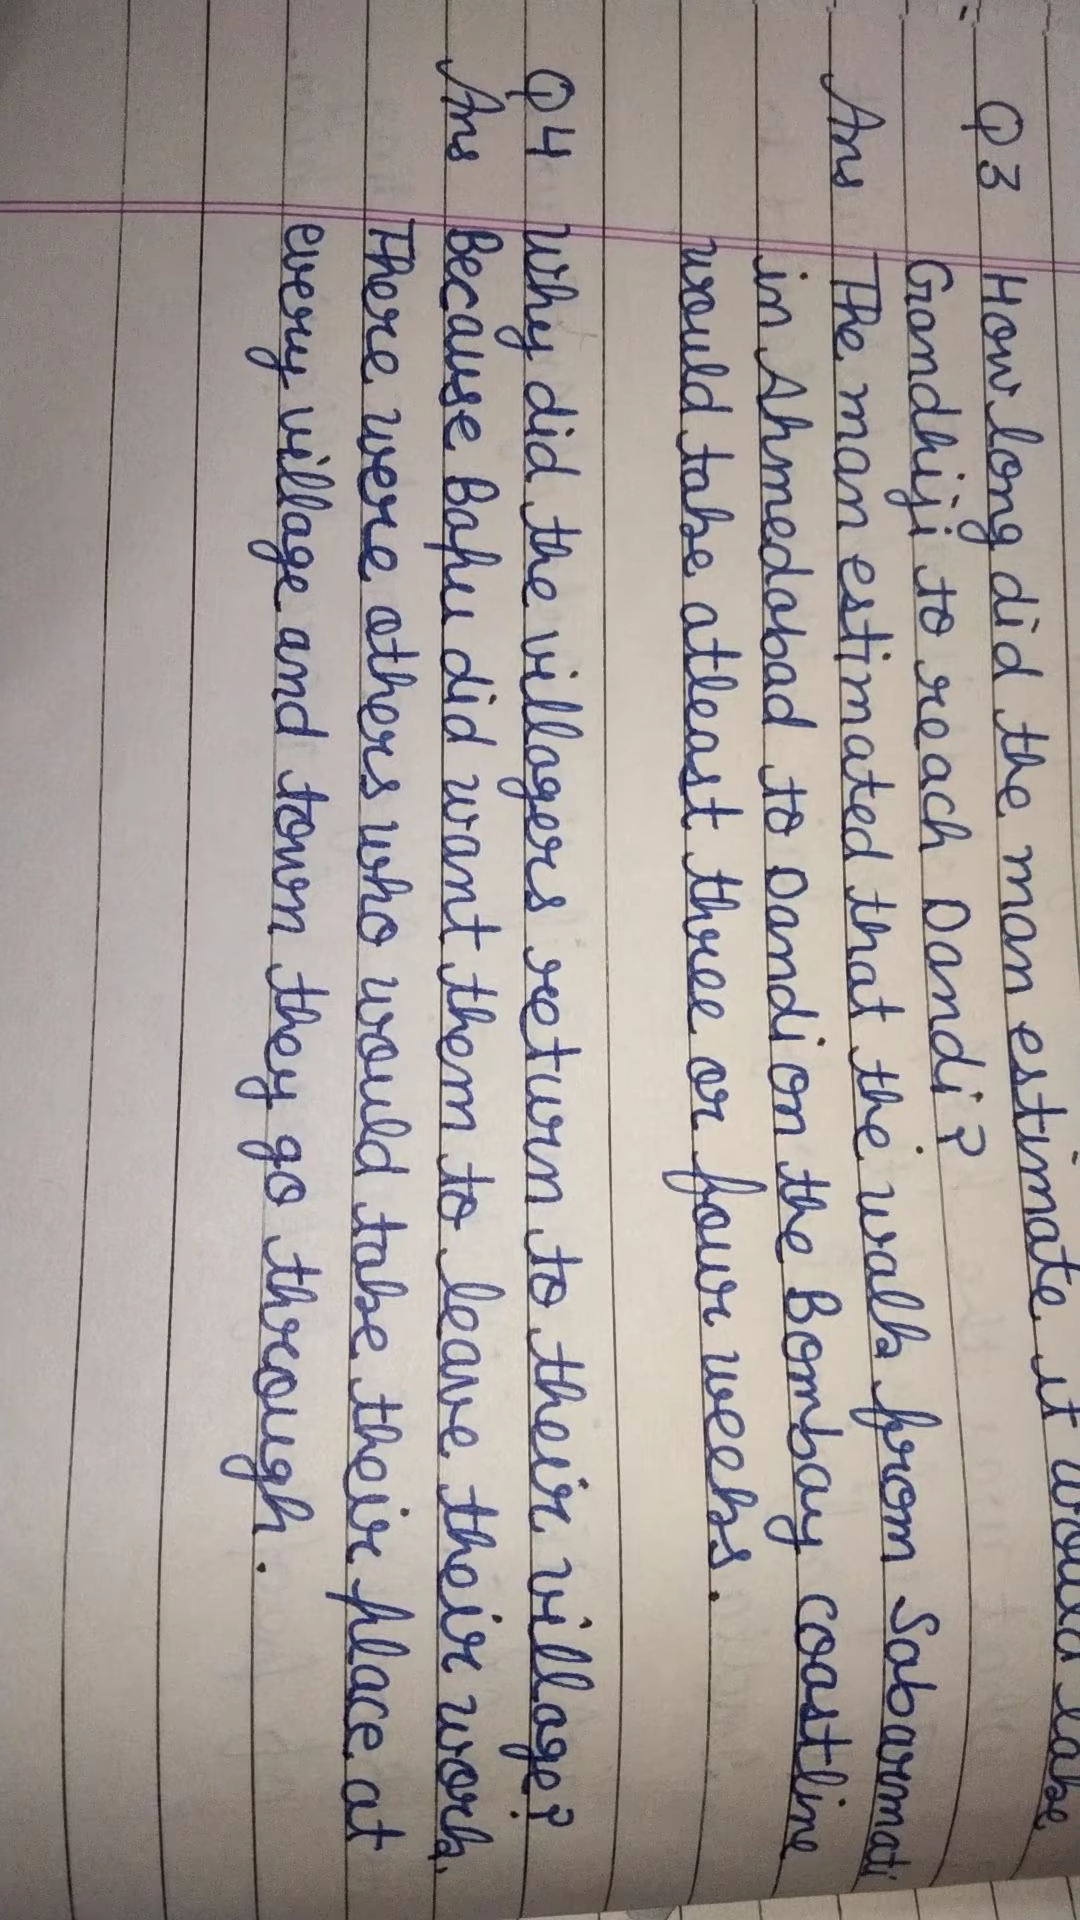 Q3 How long did the man estimate it would take
Gandhiji to reach Dandi?
Ans The man estimated that the walk from Sabarmati
in Ahmedabad to Dandi on the Bombay coastline
would take atleast three or four weeks.
Q4 Why did the villagers return to their village?
Ans Because Bapu did want them to leave their work.
There were others who would take their place at
every village and town they go through.